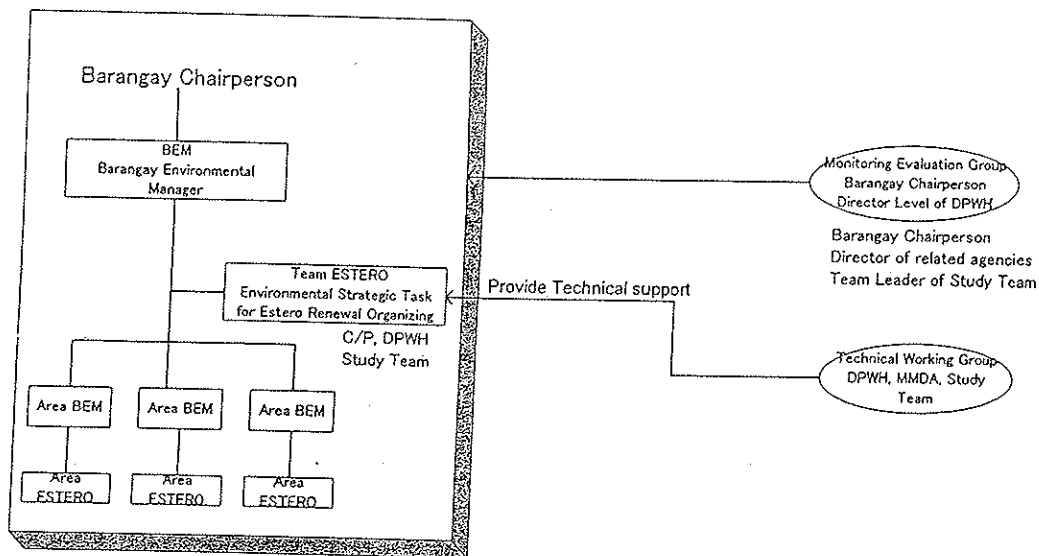 Barangay Chairperson
BEM
Barangay Environmental
Manager
Team ESTERO
Environmental Strategic Task
for Estero Renewal Organizing
C/P, DPWH
Study Team
Area BEM
Area BEM
Area BEM
Area
ESTERO
Area
ESTERO
Area
ESTERO
Monitoring Evaluation Group
Barangay Chairperson
Director Level of DPWH
Barangay Chairperson
Director of related agencies
Team Leader of Study Team
Provide Technical support
Technical Working Group
DPWH, MMDA, Study
Team